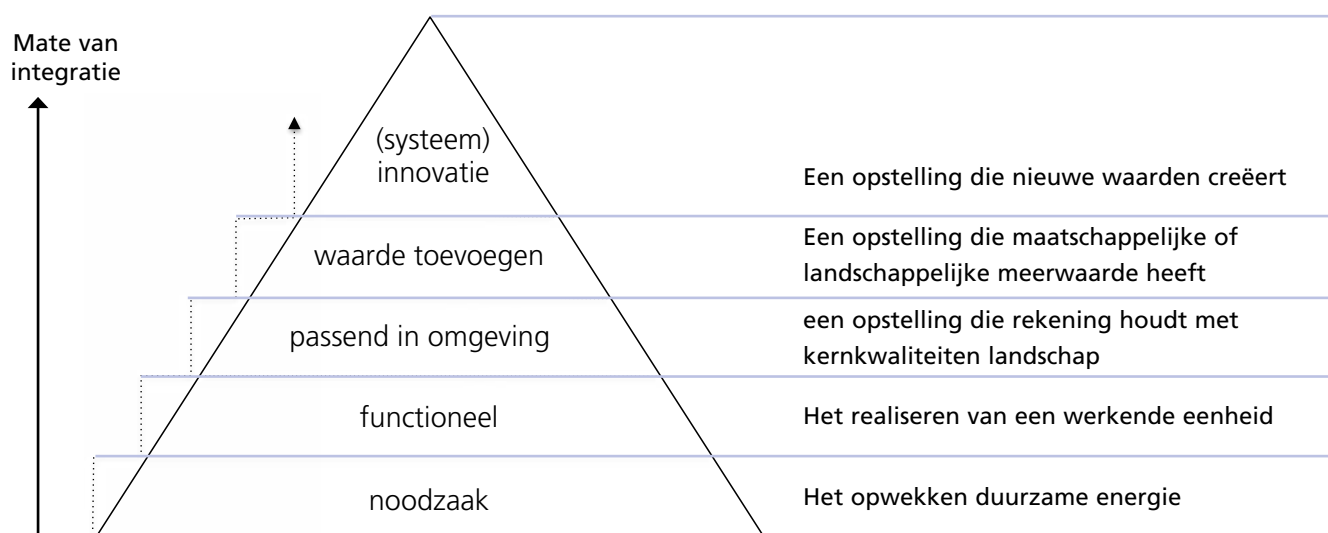 Mate van
integratie
(systeem)
innovatie
Een opstelling die nieuwe waarden creëert
waarde toevoegen
Een opstelling die maatschappelijke of
landschappelijke meerwaarde heeft
passend in omgeving
een opstelling die rekening houdt met
kernkwaliteiten landschap
functioneel
Het realiseren van een werkende eenheid
noodzaak
Het opwekken duurzame energie